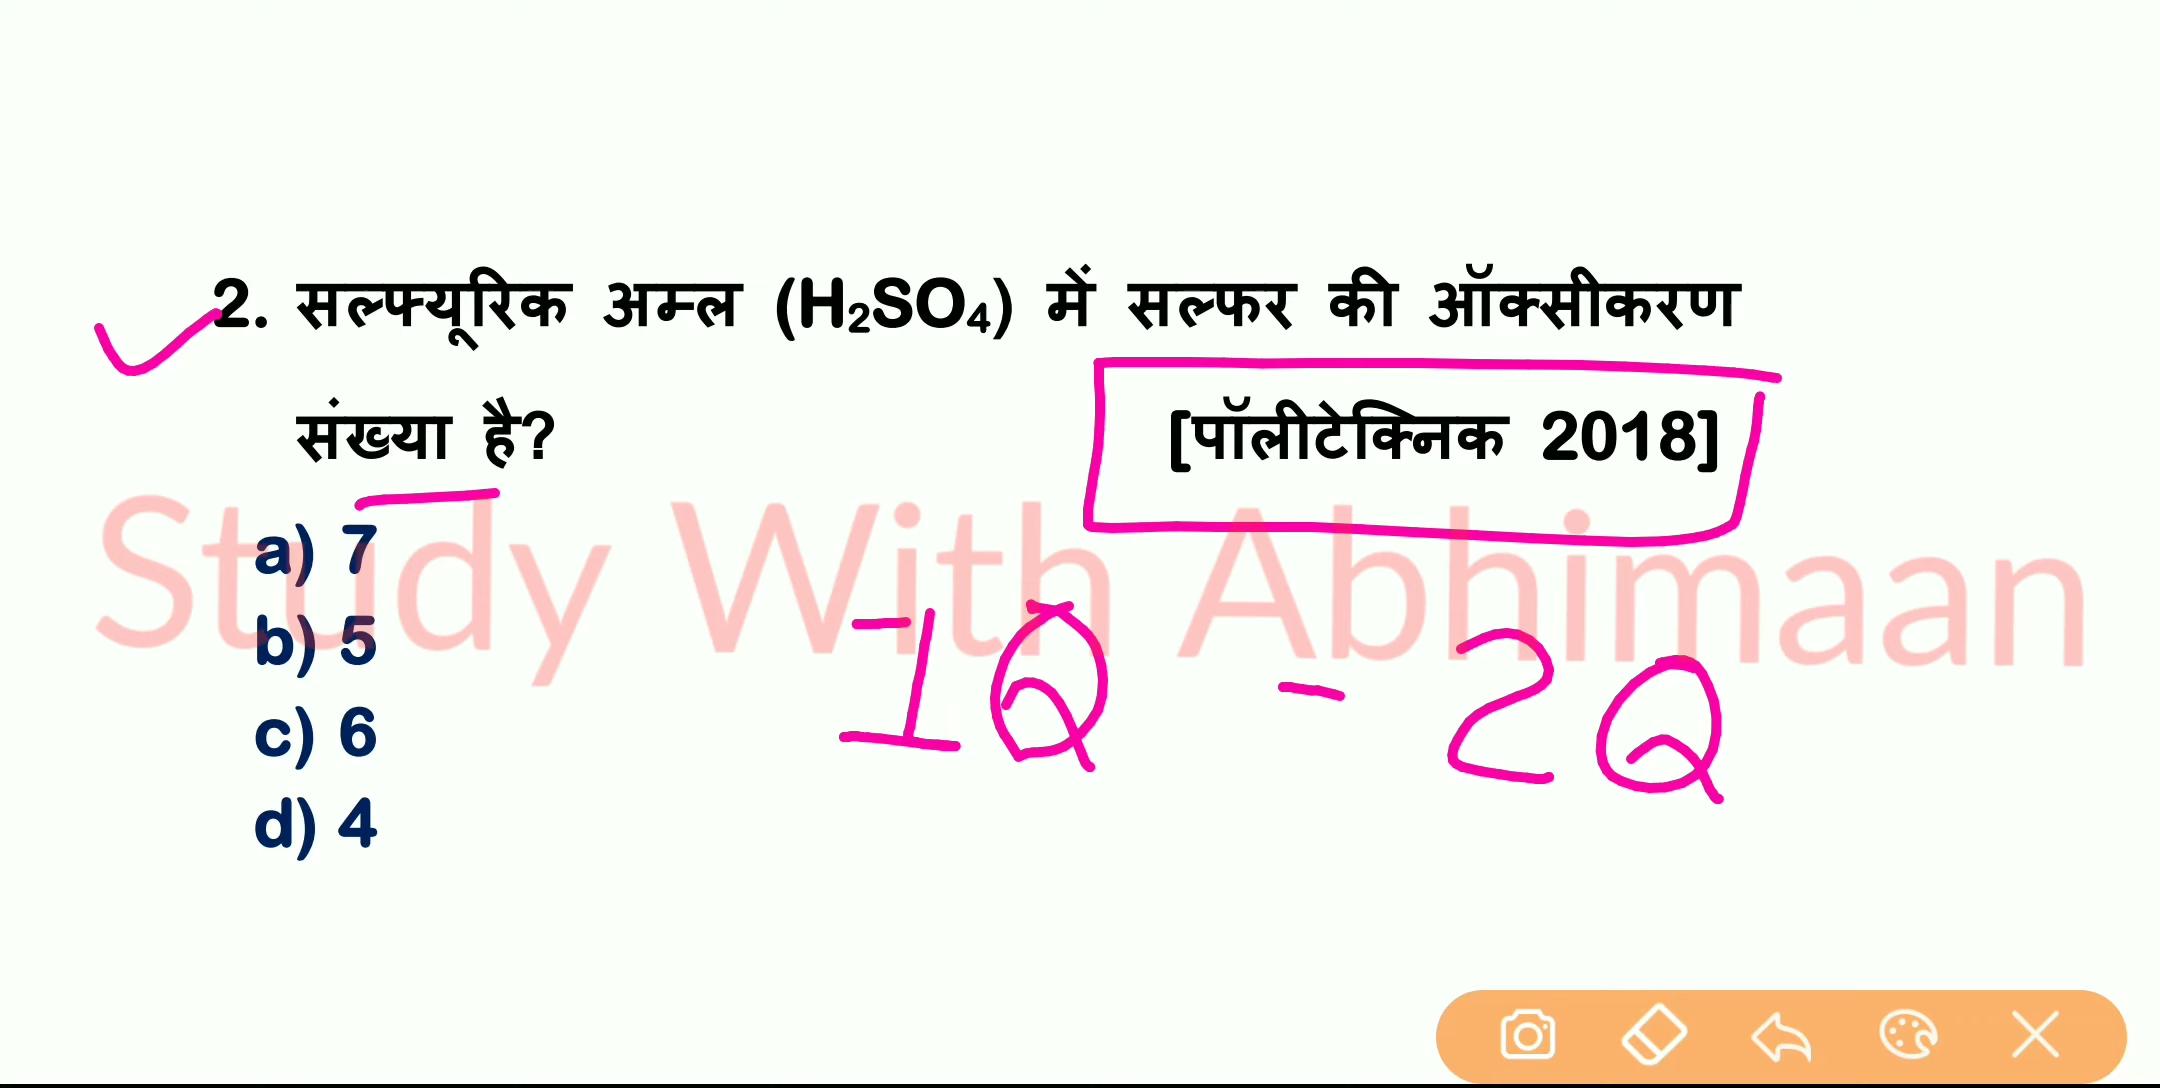 2. सल्फ्यूरिक अम्ल (H₂SO₄) में सल्फर की ऑक्सीकरण
संख्या है? [पॉलीटेक्निक 2018]
a) 7
b) 5
c) 6
d) 4
Study With Abhimaan
1Q - 2Q